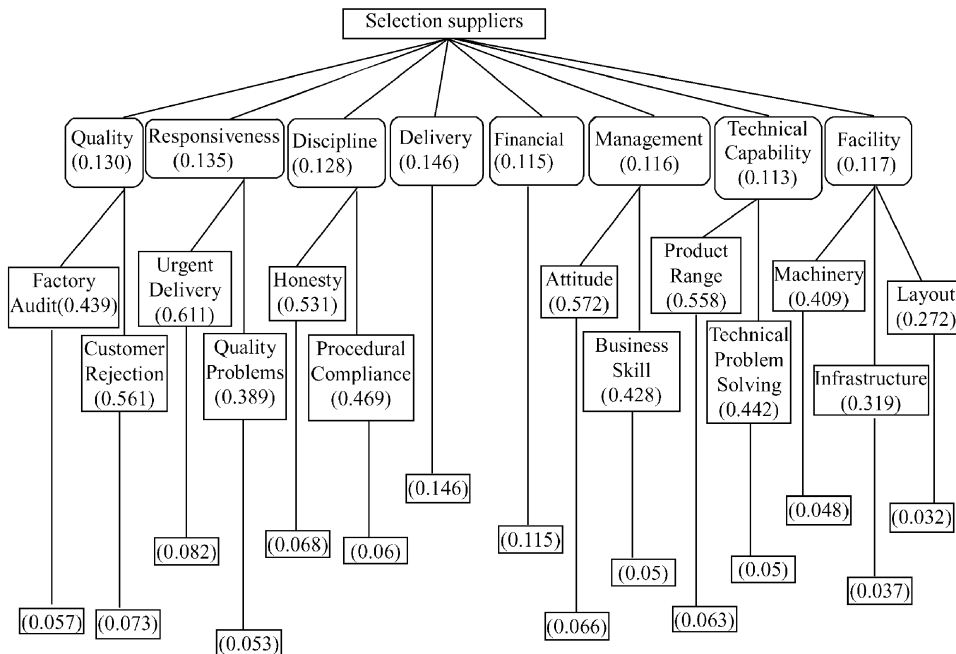 Selection suppliers
Quality
(0.130)
Responsiveness
(0.135)
Discipline
(0.128)
Delivery
(0.146)
Financial
(0.115)
Management
(0.116)
Technical
Capability
(0.113)
Facility
(0.117)
Factory
Audit(0.439)
Customer
Rejection
(0.561)
Urgent
Delivery
(0.611)
Quality
Problems
(0.389)
Honesty
(0.531)
Procedural
Compliance
(0.469)
Attitude
(0.572)
Business
Skill
(0.428)
Product
Range
(0.558)
Technical
Problem
Solving
(0.442)
Machinery
(0.409)
Infrastructure
(0.319)
Layout
(0.272)
(0.057)
(0.073)
(0.082)
(0.053)
(0.068)
(0.06)
(0.146)
(0.115)
(0.066)
(0.05)
(0.063)
(0.05)
(0.048)
(0.037)
(0.032)